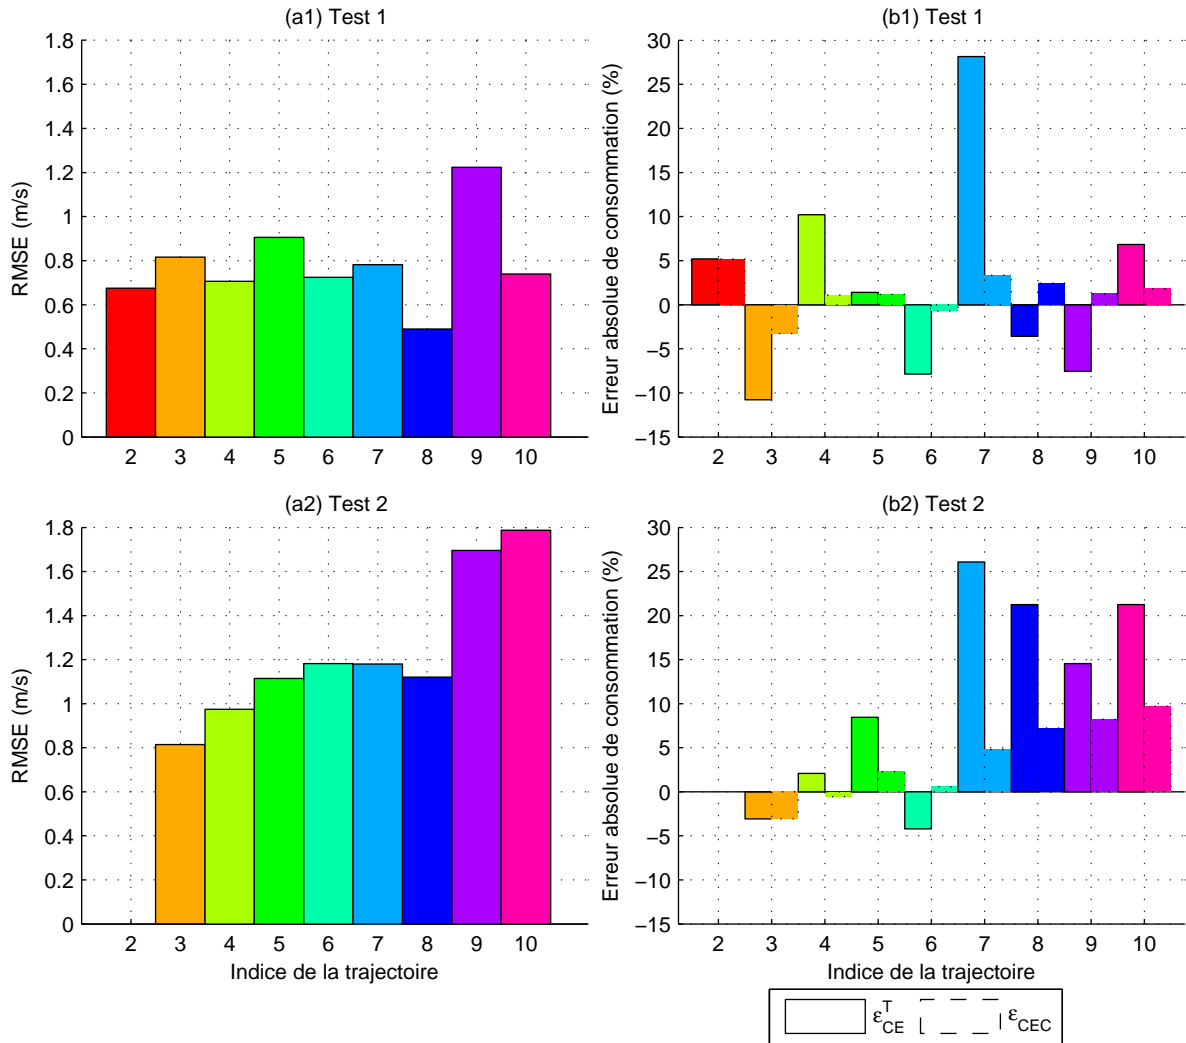 (a1) Test 1
RMSE (m/s)
1.8
1.6
1.4
1.2
1
0.8
0.6
0.4
0.2
0
2 3 4 5 6 7 8 9 10
(b1) Test 1
Erreur absolue de consommation (%)
30
25
20
15
10
5
0
−5
−10
−15
2 3 4 5 6 7 8 9 10
(a2) Test 2
RMSE (m/s)
1.8
1.6
1.4
1.2
1
0.8
0.6
0.4
0.2
0
2 3 4 5 6 7 8 9 10
Indice de la trajectoire
(b2) Test 2
Erreur absolue de consommation (%)
30
25
20
15
10
5
0
−5
−10
−15
2 3 4 5 6 7 8 9 10
Indice de la trajectoire
ε_CE^T ε_CEC